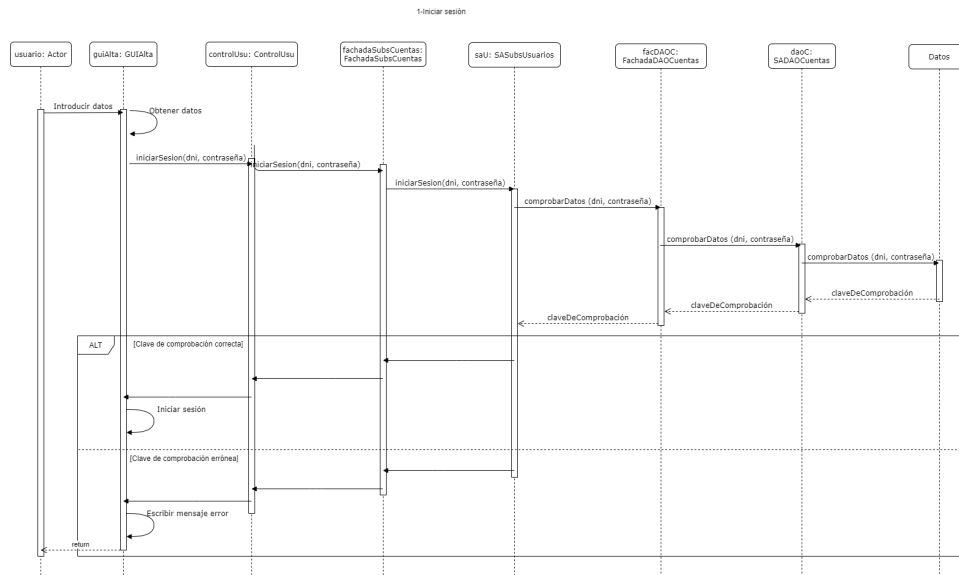 1-Iniciar sesión
usuario: Actor
guiAlta: GUIAlta
controlUsu: ControlUsu
fachadaSubsCuentas:
FachadaSubsCuentas
saU: SASubsUsuarios
facDAOC:
FachadaDAOCuentas
daoC:
SADAOCuentas
Datos
Introducir datos
Obtener datos
iniciarSesion(dni, contraseña)
iniciarSesion(dni, contraseña)
iniciarSesion(dni, contraseña)
comprobarDatos (dni, contraseña)
comprobarDatos (dni, contraseña)
comprobarDatos (dni, contraseña)
claveDeComprobación
claveDeComprobación
claveDeComprobación
ALT
[Clave de comprobación correcta]
Iniciar sesión
[Clave de comprobación errónea]
Escribir mensaje error
return